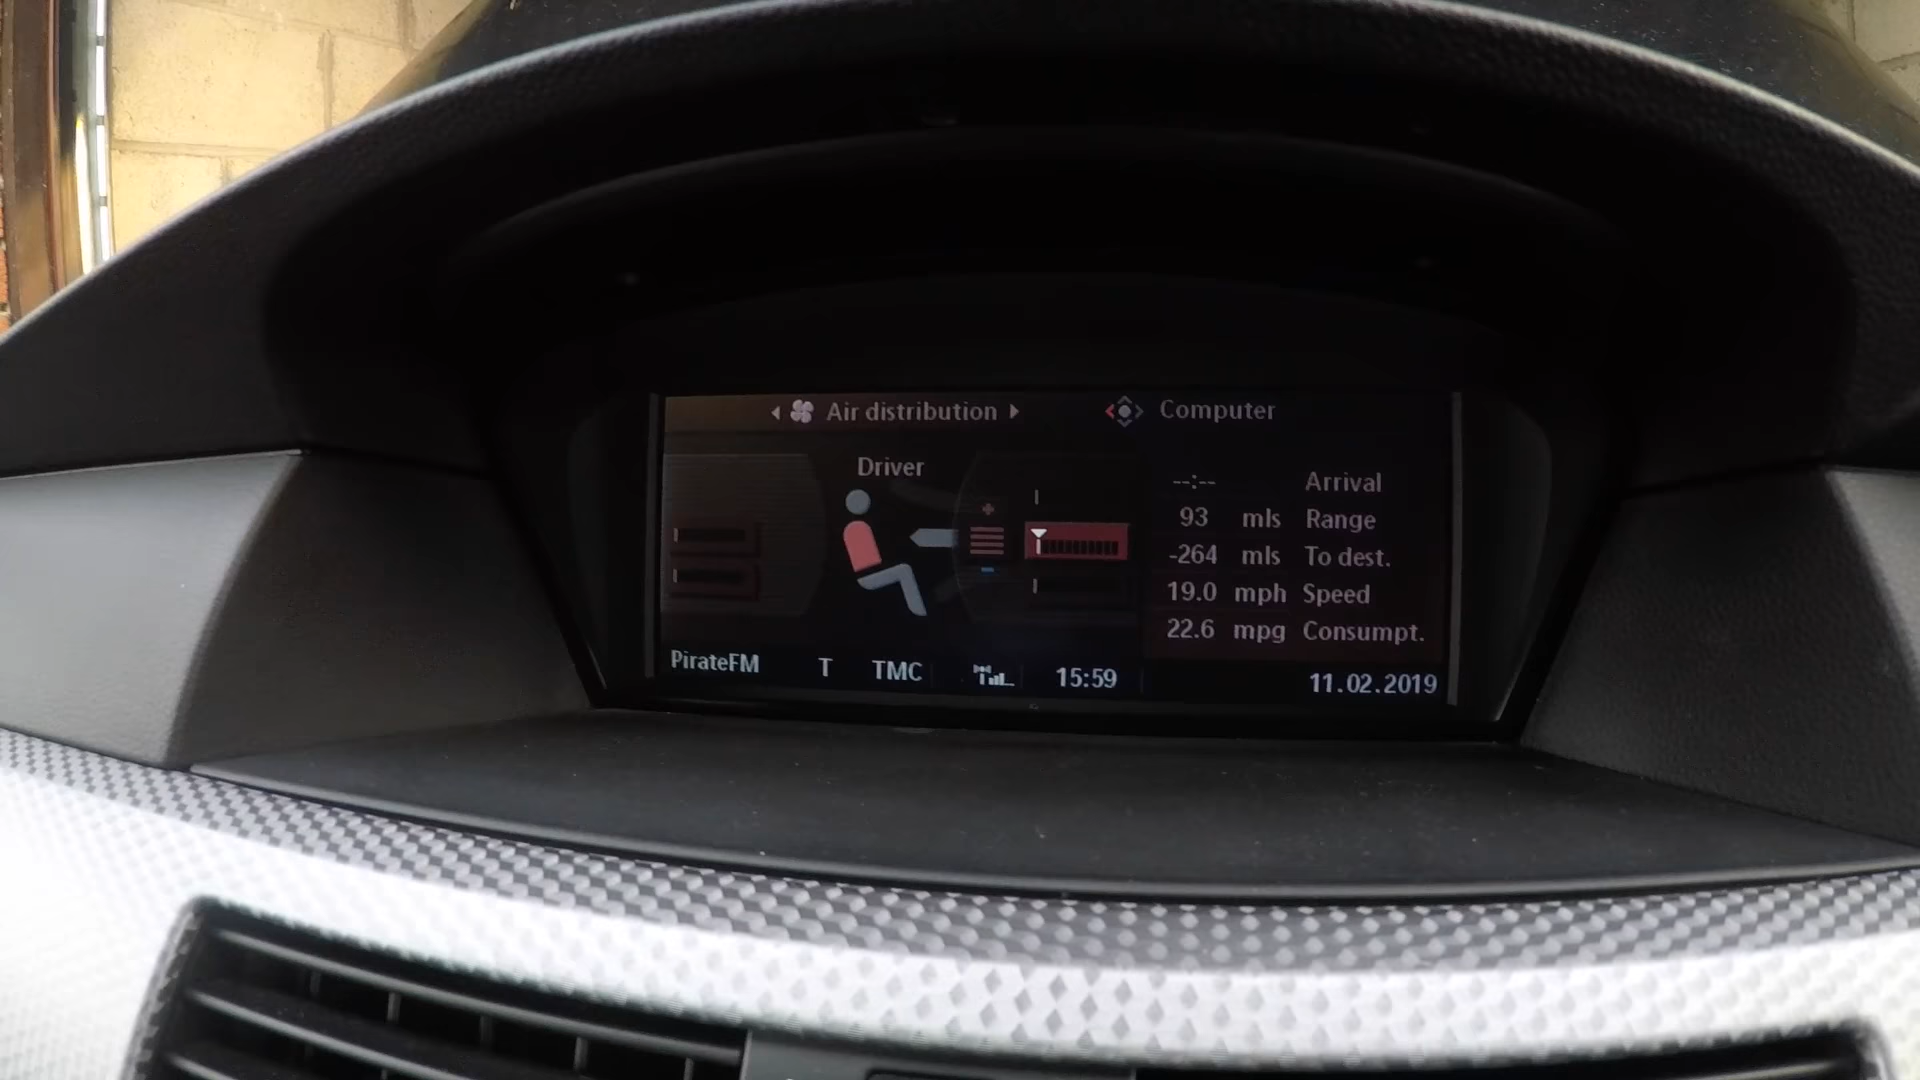 Air distribution
Computer
Driver
--:-- Arrival
93 mls Range
-264 mls To dest.
19.0 mph Speed
22.6 mpg Consumpt.
PirateFM T TMC 15:59 11.02.2019